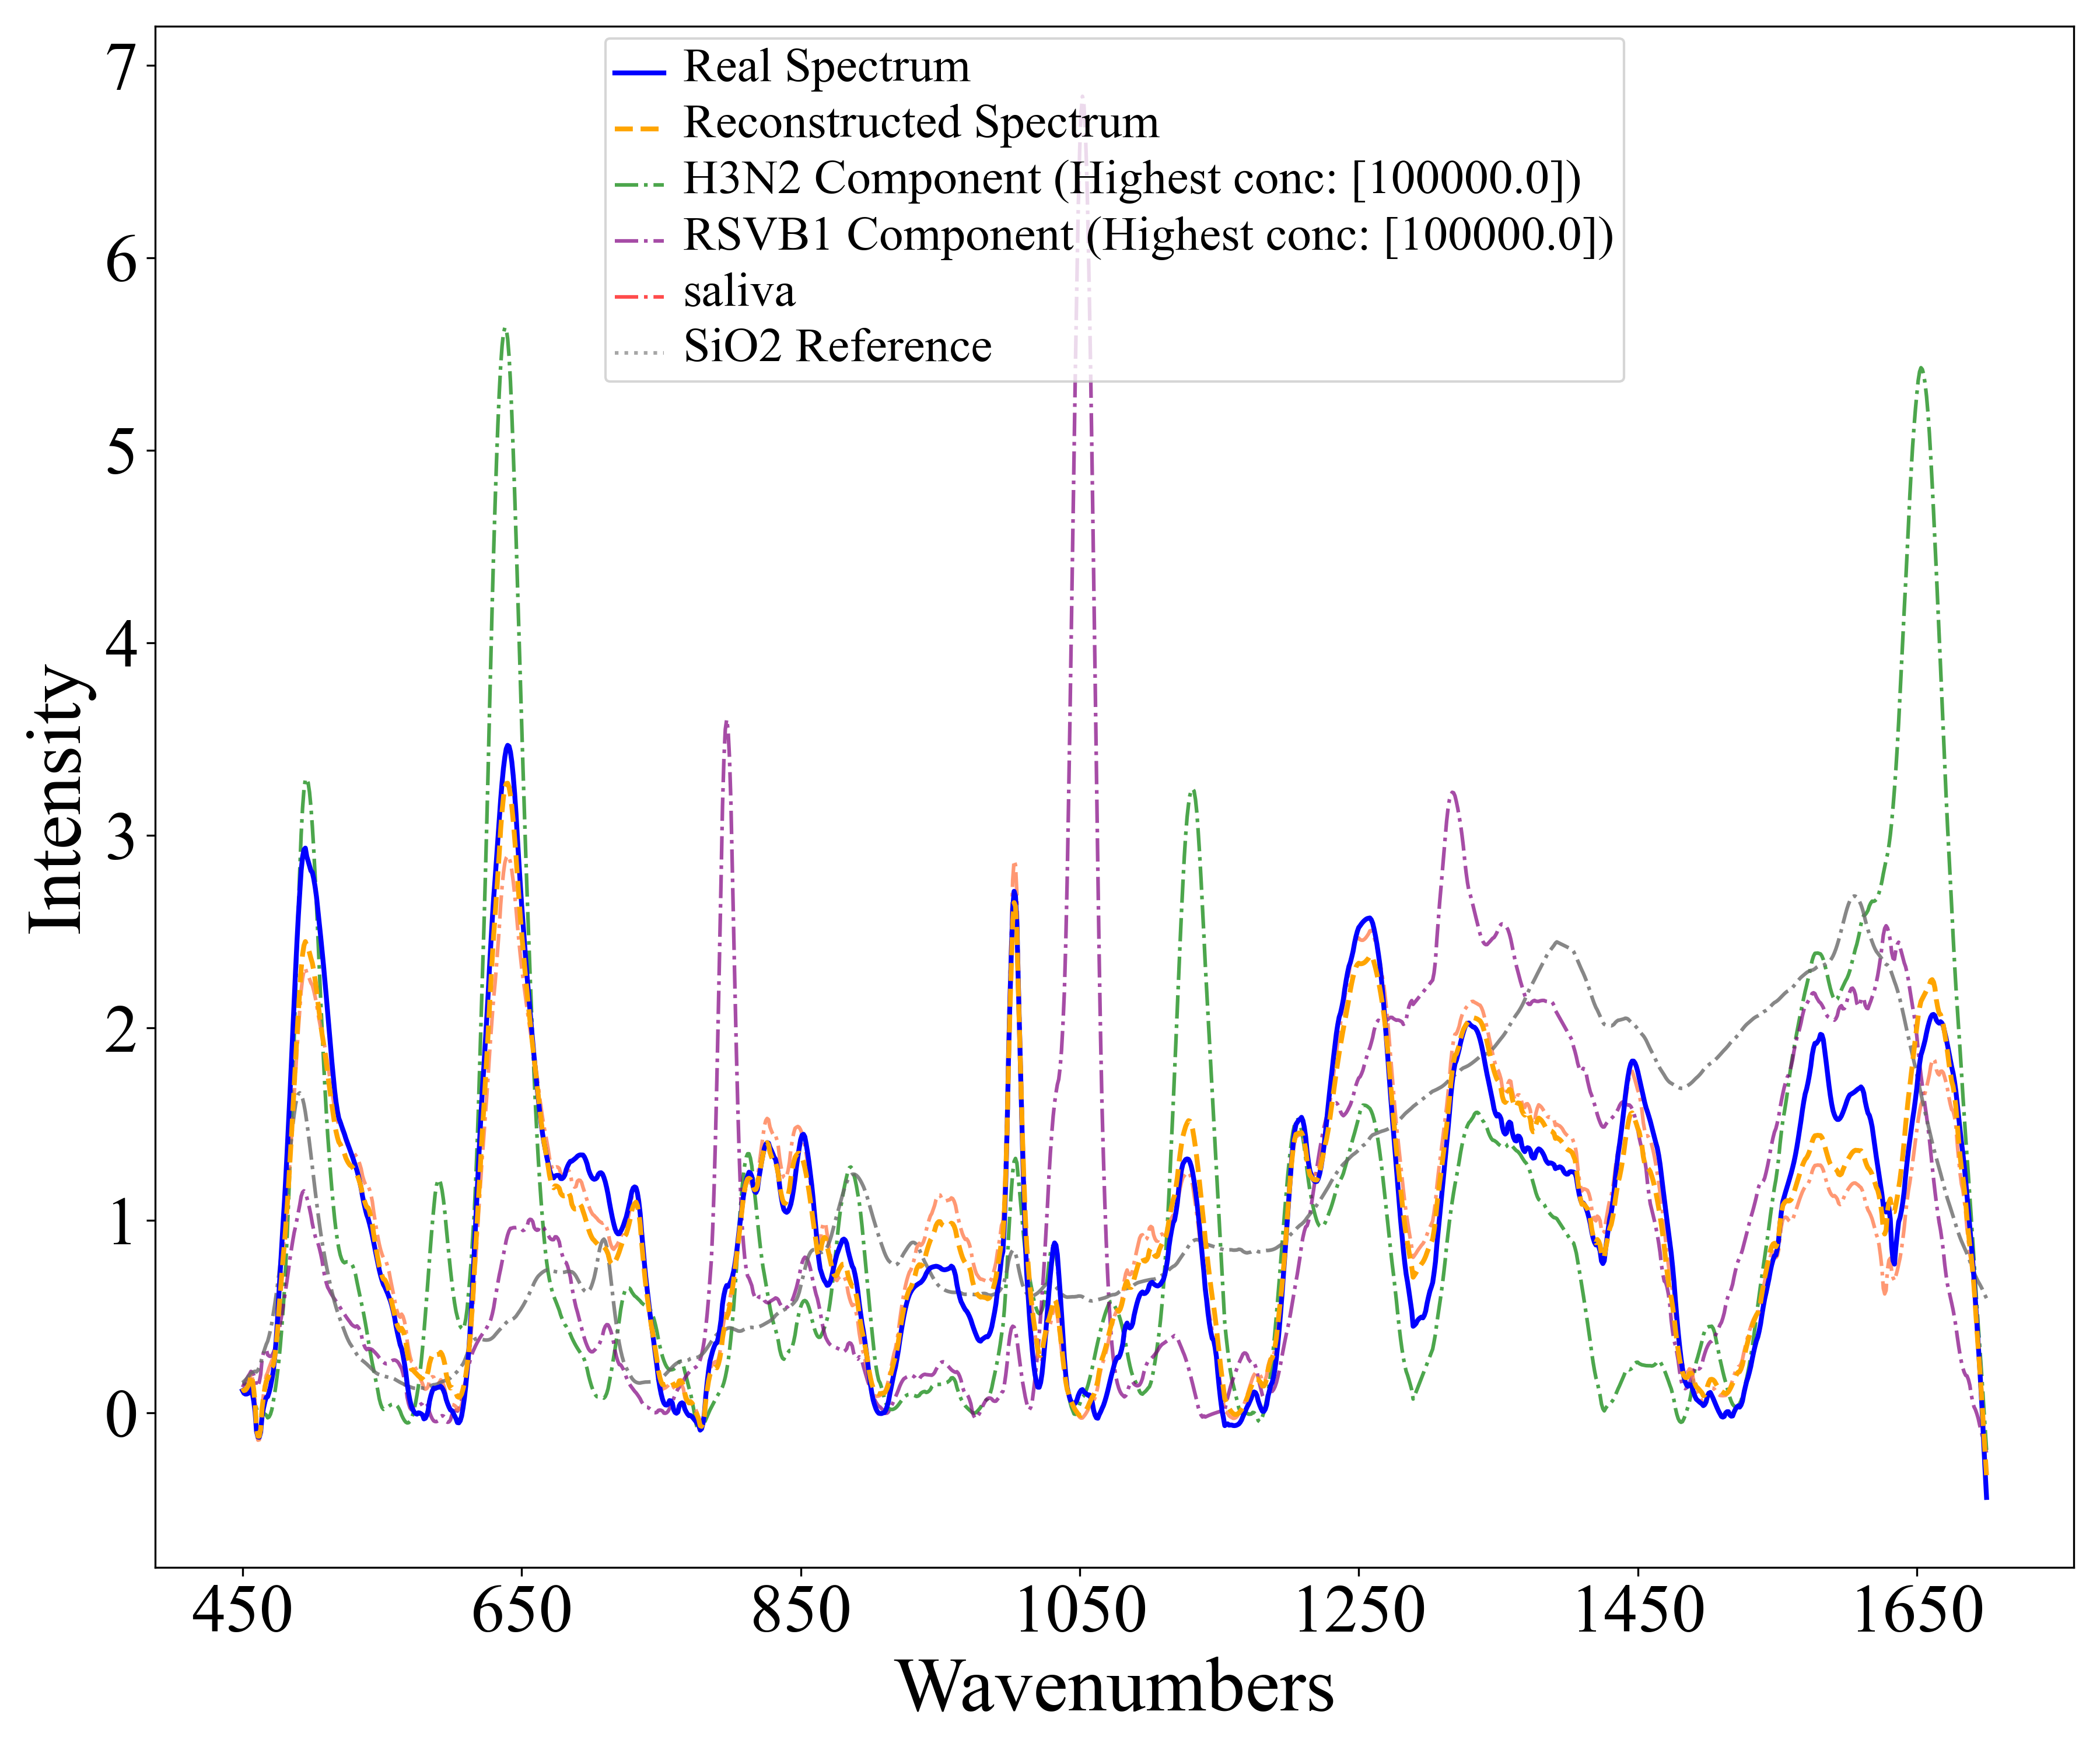 Real Spectrum
Reconstructed Spectrum
H3N2 Component (Highest conc: [100000.0])
RSVB1 Component (Highest conc: [100000.0])
saliva
SiO2 Reference
7
6
5
4
3
2
1
0
Intensity
450 650 850 1050 1250 1450 1650
Wavenumbers